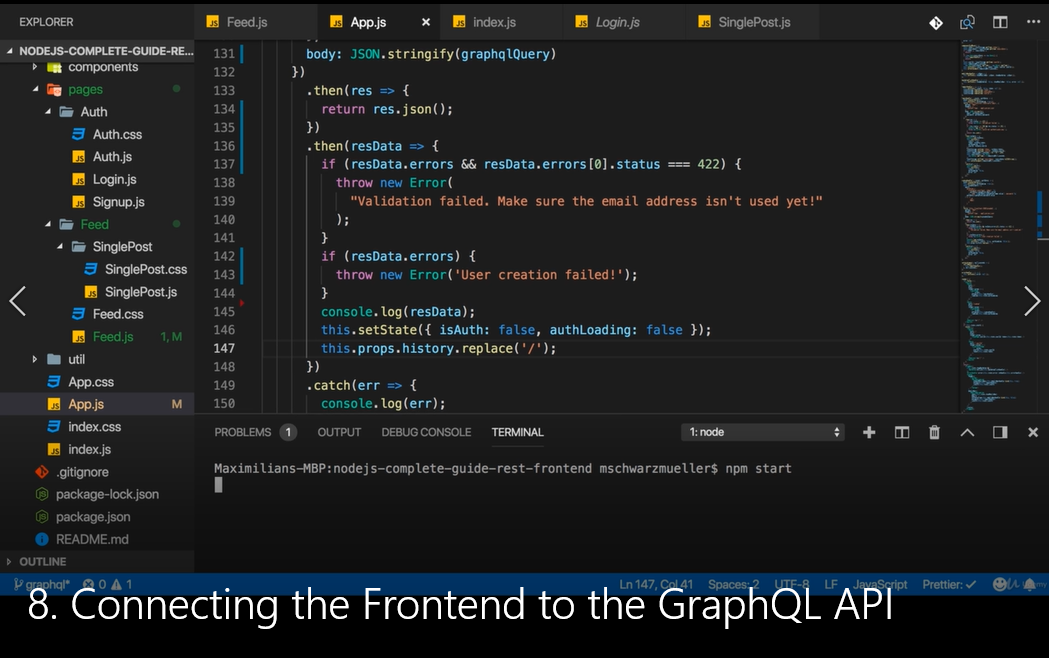 EXPLORER
Feed.js
App.js
index.js
Login.js
SinglePost.js
NODEJS-COMPLETE-GUIDE-RE...
components
pages
Auth
Auth.css
Auth.js
Login.js
Signup.js
Feed
SinglePost
SinglePost.css
SinglePost.js
Feed.css
Feed.js 1, M
util
App.css
App.js M
index.css
index.js
.gitignore
package-lock.json
package.json
README.md
OUTLINE
131 body: JSON.stringify(graphqlQuery)
132 })
133 .then(res => {
134 return res.json();
135 })
136 .then(resData => {
137 if (resData.errors && resData.errors[0].status === 422) {
138 throw new Error(
139 "Validation failed. Make sure the email address isn't used yet!"
140 );
141 }
142 if (resData.errors) {
143 throw new Error('User creation failed!');
144 }
145 console.log(resData);
146 this.setState({ isAuth: false, authLoading: false });
147 this.props.history.replace('/');
148 })
149 .catch(err => {
150 console.log(err);
PROBLEMS 1 OUTPUT DEBUG CONSOLE TERMINAL 1: node
Maximilians-MBP:nodejs-complete-guide-rest-frontend mschwarzmueller$ npm start
graphql* 0 1 Ln 147, Col 41 Spaces: 2 UTF-8 LF JavaScript Prettier: ✓
8. Connecting the Frontend to the GraphQL API